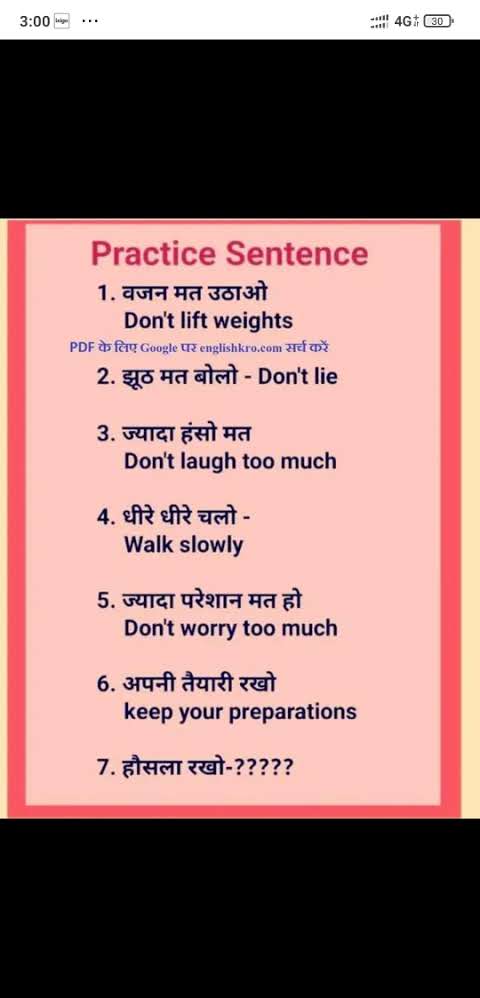 3:00
4G
30
Practice Sentence
1. वजन मत उठाओ
Don't lift weights
PDF के लिए Google पर englishkro.com सर्च करें
2. झूठ मत बोलो - Don't lie
3. ज्यादा हंसो मत
Don't laugh too much
4. धीरे धीरे चलो -
Walk slowly
5. ज्यादा परेशान मत हो
Don't worry too much
6. अपनी तैयारी रखो
keep your preparations
7. हौसला रखो-?????